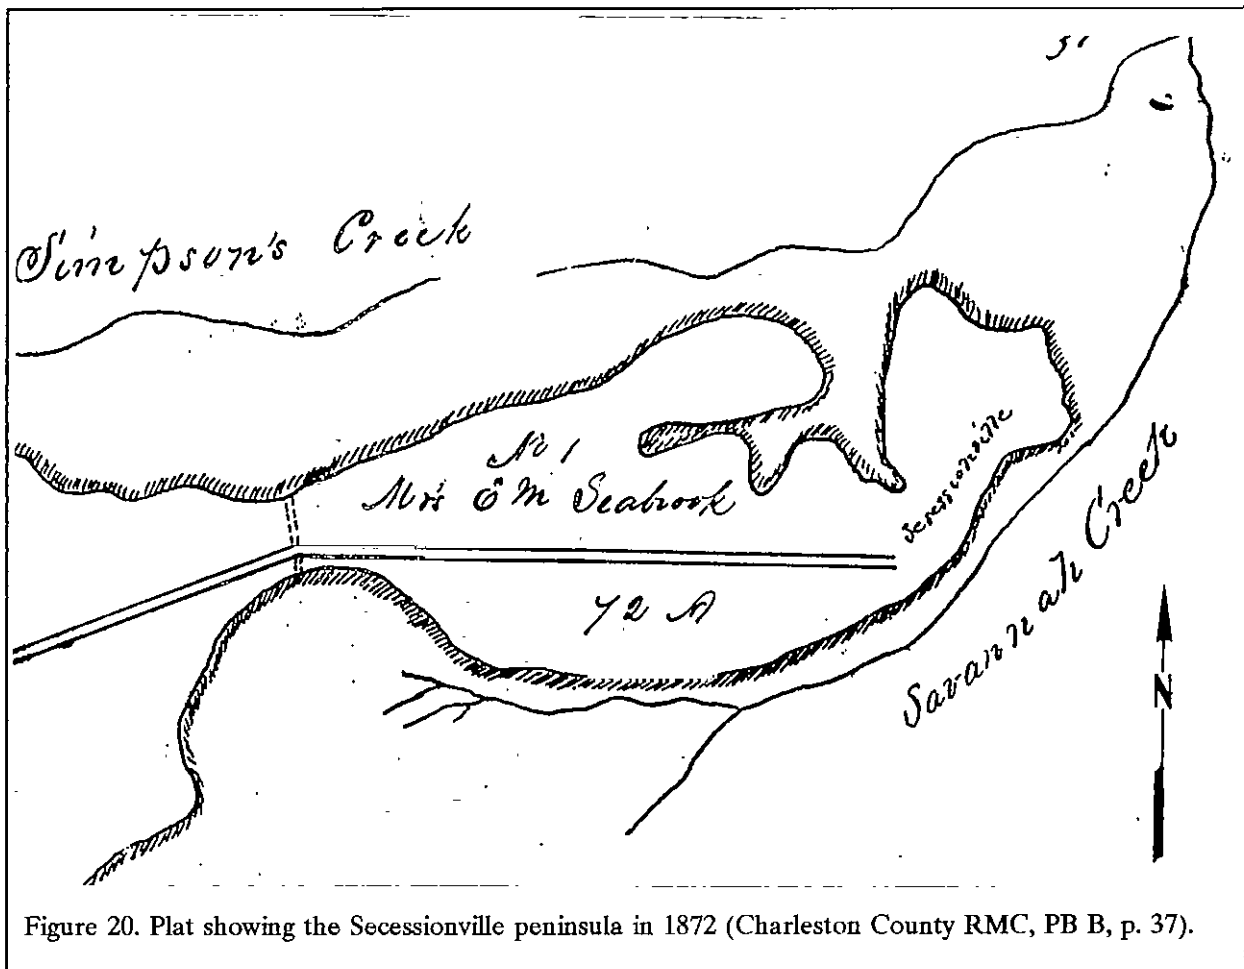 Simpson's Creek
No 1
Mrs E M Seabrook
Secessionville
72 A
Savannah Creek
N
Figure 20. Plat showing the Secessionville peninsula in 1872 (Charleston County RMC, PB B, p. 37).